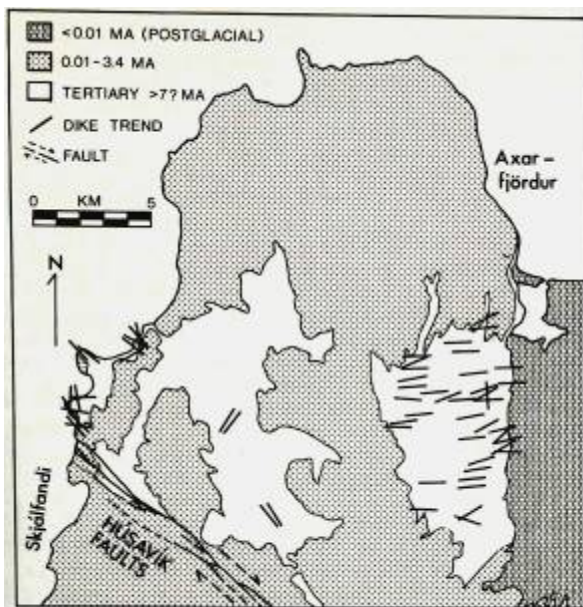 <0.01 MA (POSTGLACIAL)
0.01–3.4 MA
TERTIARY >7? MA
DIKE TREND
FAULT
0 KM 5
N
Axar–
fjördur
Skjálfandi
HÚSAVÍK
FAULTS